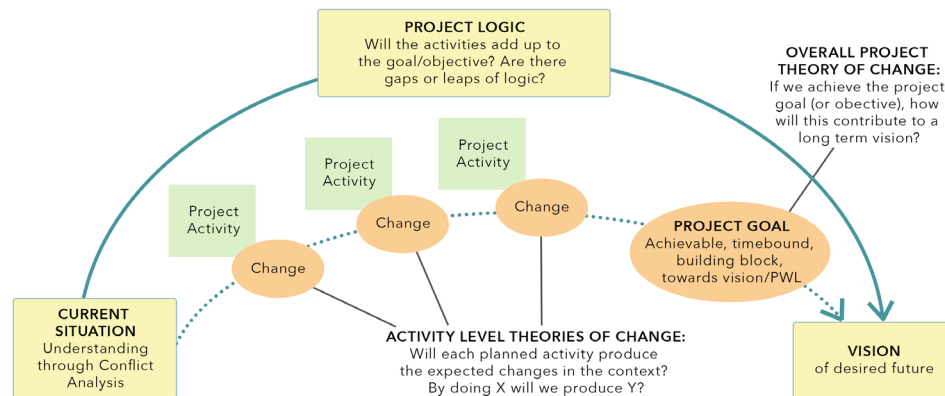 PROJECT LOGIC
Will the activities add up to
the goal/objective? Are there
gaps or leaps of logic?
OVERALL PROJECT
THEORY OF CHANGE:
If we achieve the project
goal (or obective), how
will this contribute to a
long term vision?
Project
Activity
Project
Activity
Project
Activity
Change
Change
Change
PROJECT GOAL
Achievable, timebound,
building block,
towards vision/PWL
CURRENT
SITUATION
Understanding
through Conflict
Analysis
ACTIVITY LEVEL THEORIES OF CHANGE:
Will each planned activity produce
the expected changes in the context?
By doing X will we produce Y?
VISION
of desired future